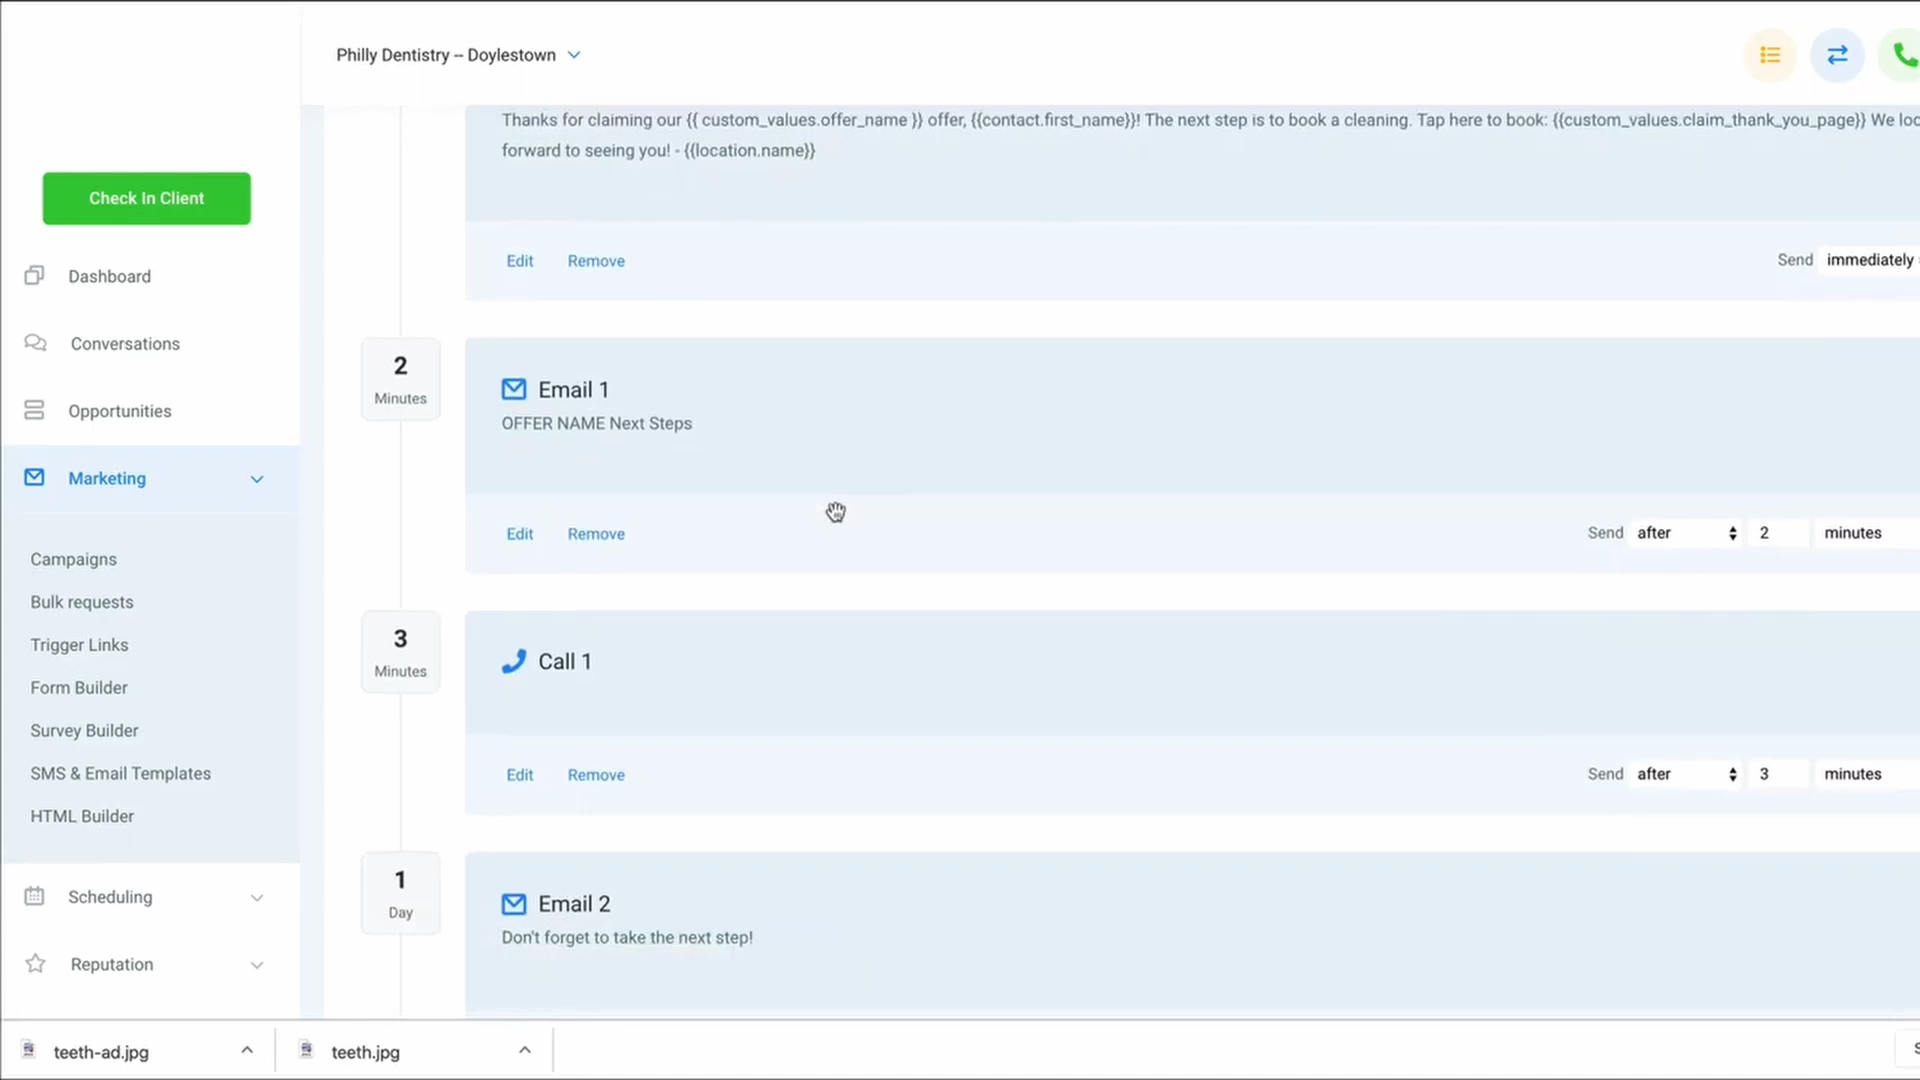 Philly Dentistry -- Doylestown
Check In Client
Dashboard
Conversations
Opportunities
Marketing
Campaigns
Bulk requests
Trigger Links
Form Builder
Survey Builder
SMS & Email Templates
HTML Builder
Scheduling
Reputation
Thanks for claiming our {{ custom_values.offer_name }} offer, {{contact.first_name}}! The next step is to book a cleaning. Tap here to book: {{custom_values.claim_thank_you_page}} We
forward to seeing you! - {{location.name}}
Edit Remove Send immediately
2
Minutes
Email 1
OFFER NAME Next Steps
Edit Remove Send after 2 minutes
3
Minutes
Call 1
Edit Remove Send after 3 minutes
1
Day
Email 2
Don't forget to take the next step!
teeth-ad.jpg teeth.jpg